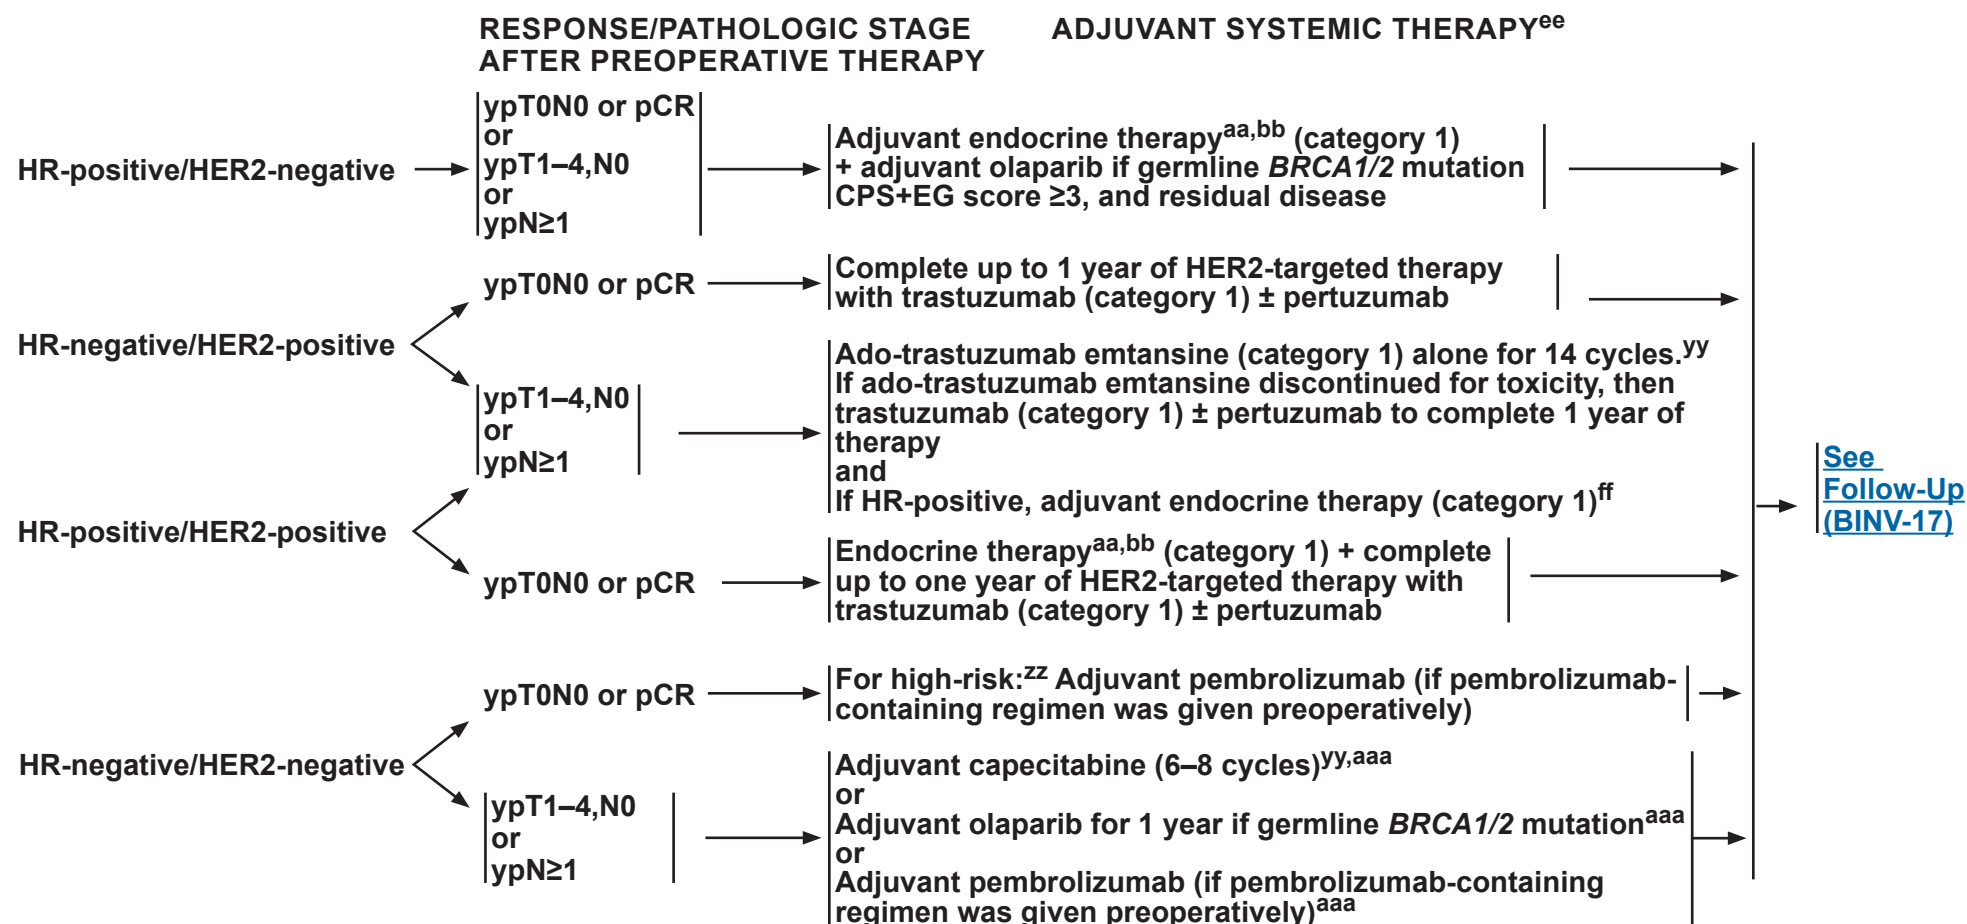 RESPONSE/PATHOLOGIC STAGE
AFTER PREOPERATIVE THERAPY
ADJUVANT SYSTEMIC THERAPYee
HR-positive/HER2-negative
ypT0N0 or pCR
or
ypT1–4,N0
or
ypN≥1
Adjuvant endocrine therapyaa,bb (category 1)
+ adjuvant olaparib if germline BRCA1/2 mutation
CPS+EG score ≥3, and residual disease
HR-negative/HER2-positive
ypT0N0 or pCR
Complete up to 1 year of HER2-targeted therapy
with trastuzumab (category 1) ± pertuzumab
ypT1–4,N0
or
ypN≥1
Ado-trastuzumab emtansine (category 1) alone for 14 cycles.yy
If ado-trastuzumab emtansine discontinued for toxicity, then
trastuzumab (category 1) ± pertuzumab to complete 1 year of
therapy
and
If HR-positive, adjuvant endocrine therapy (category 1)ff
HR-positive/HER2-positive
ypT0N0 or pCR
Endocrine therapyaa,bb (category 1) + complete
up to one year of HER2-targeted therapy with
trastuzumab (category 1) ± pertuzumab
HR-negative/HER2-negative
ypT0N0 or pCR
For high-risk:zz Adjuvant pembrolizumab (if pembrolizumab-
containing regimen was given preoperatively)
ypT1–4,N0
or
ypN≥1
Adjuvant capecitabine (6–8 cycles)yy,aaa
or
Adjuvant olaparib for 1 year if germline BRCA1/2 mutationaaa
or
Adjuvant pembrolizumab (if pembrolizumab-containing
regimen was given preoperatively)aaa
See
Follow-Up
(BINV-17)